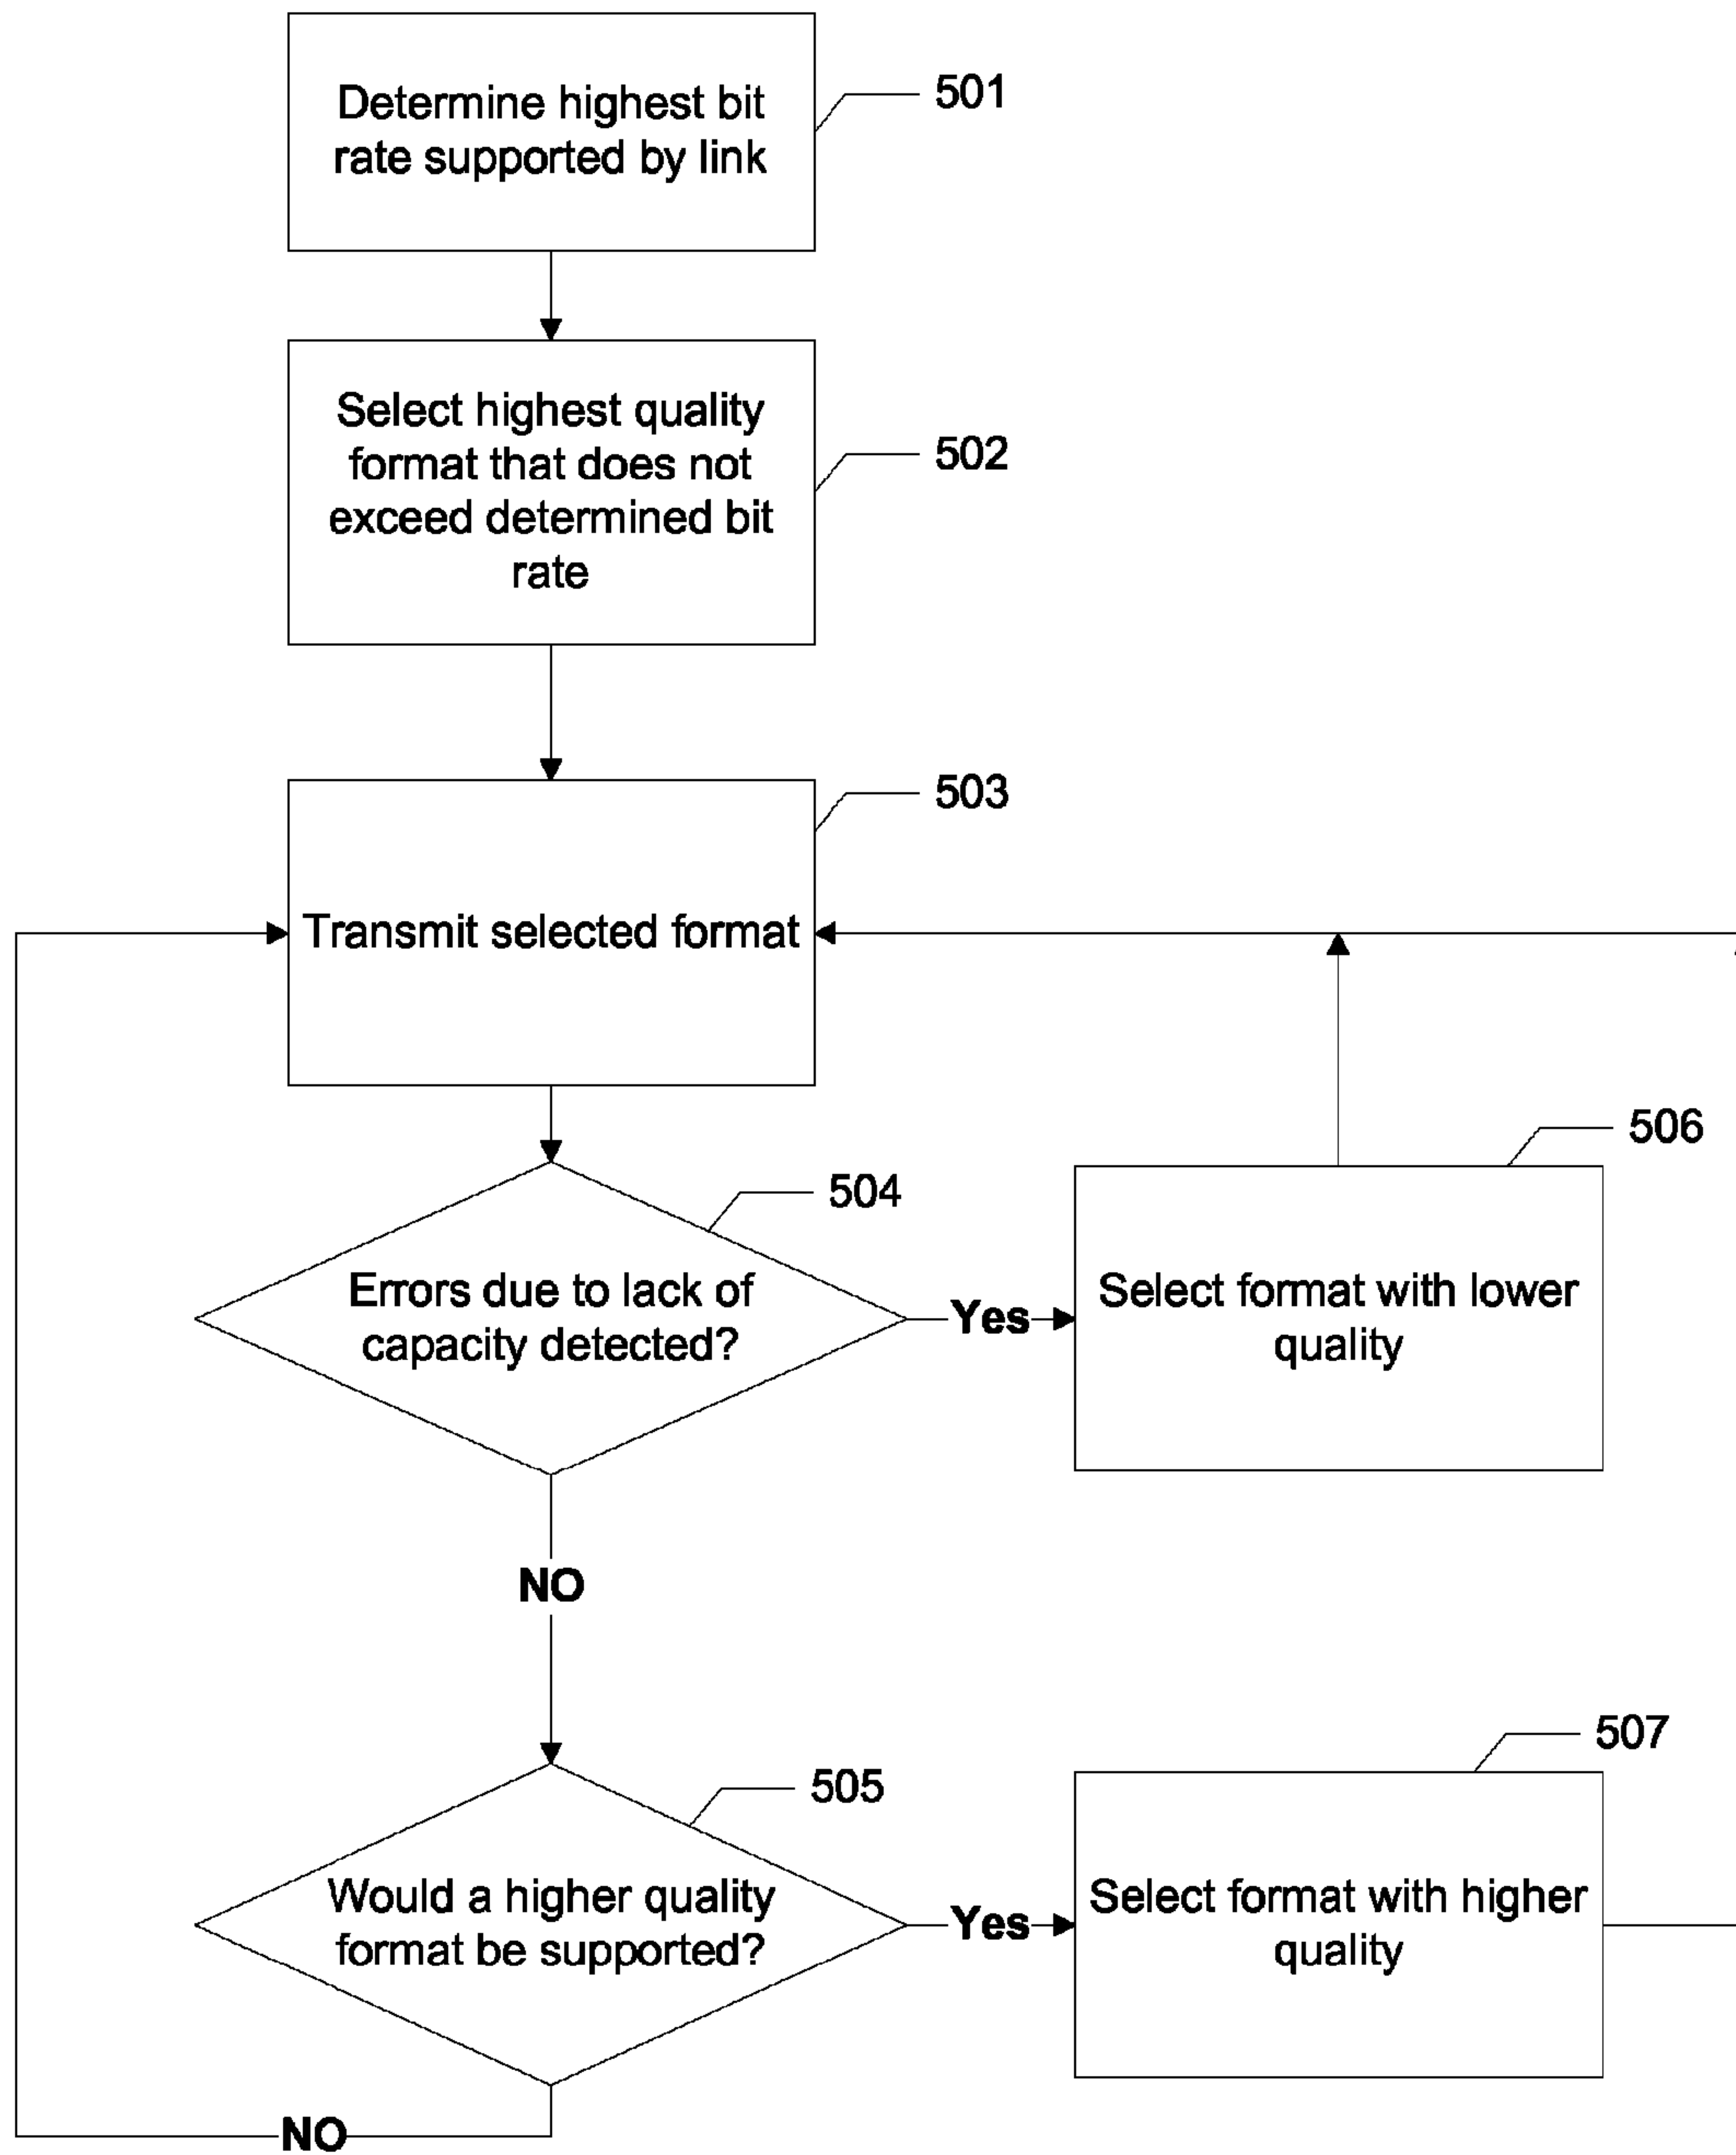 Determine highest bit
rate supported by link
501
Select highest quality
format that does not
exceed determined bit
rate
502
503
Transmit selected format
506
504
Errors due to lack of
capacity detected?
Yes
Select format with lower
quality
NO
507
505
Would a higher quality
format be supported?
Yes
Select format with higher
quality
NO